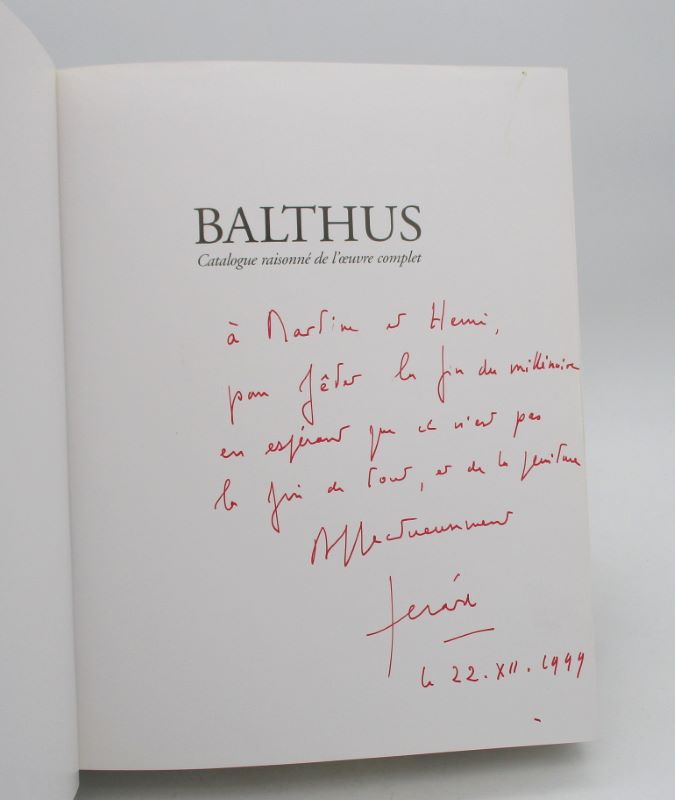 BALTHUS
Catalogue raisonné de l'œuvre complet
à Martine et Henri,
pour fêter la fin du millénaire
en espérant que ce n'est pas
la fin de tout, et de la peinture
Affectueusement
le 22.XII.1999